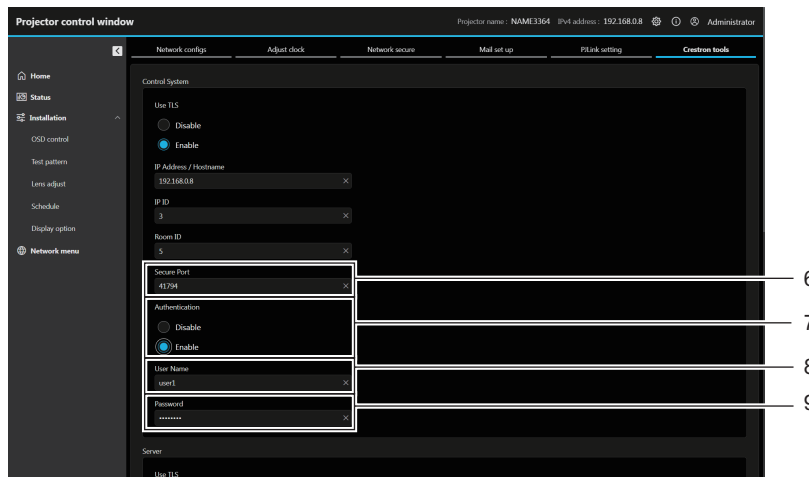 Projector control window
Projector name : NAME3364 IPv4 address : 192.168.0.8 Administrator
Network configs Adjust clock Network secure Mail set up PJLink setting Crestron tools
Home
Status
Installation
OSD control
Test pattern
Lens adjust
Schedule
Display option
Network menu
Control System
Use TLS
Disable
Enable
IP Address / Hostname
192.168.0.8
IP ID
3
Room ID
5
Secure Port
41794
6
Authentication
Disable
7
Enable
User Name
8
user1
Password
9
••••••••
Server
Use TLS